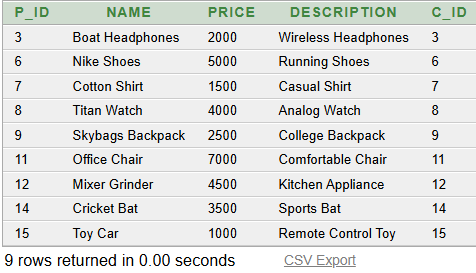 P_ID NAME PRICE DESCRIPTION C_ID
3 Boat Headphones 2000 Wireless Headphones 3
6 Nike Shoes 5000 Running Shoes 6
7 Cotton Shirt 1500 Casual Shirt 7
8 Titan Watch 4000 Analog Watch 8
9 Skybags Backpack 2500 College Backpack 9
11 Office Chair 7000 Comfortable Chair 11
12 Mixer Grinder 4500 Kitchen Appliance 12
14 Cricket Bat 3500 Sports Bat 14
15 Toy Car 1000 Remote Control Toy 15
9 rows returned in 0.00 seconds CSV Export